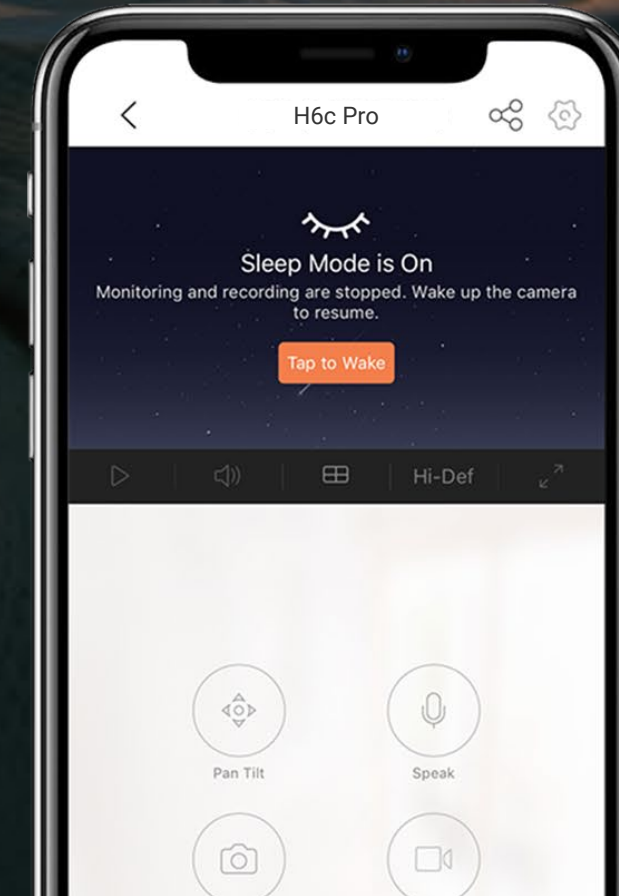 H6c Pro
Sleep Mode is On
Monitoring and recording are stopped. Wake up the camera
to resume.
Tap to Wake
Hi-Def
Pan Tilt
Speak